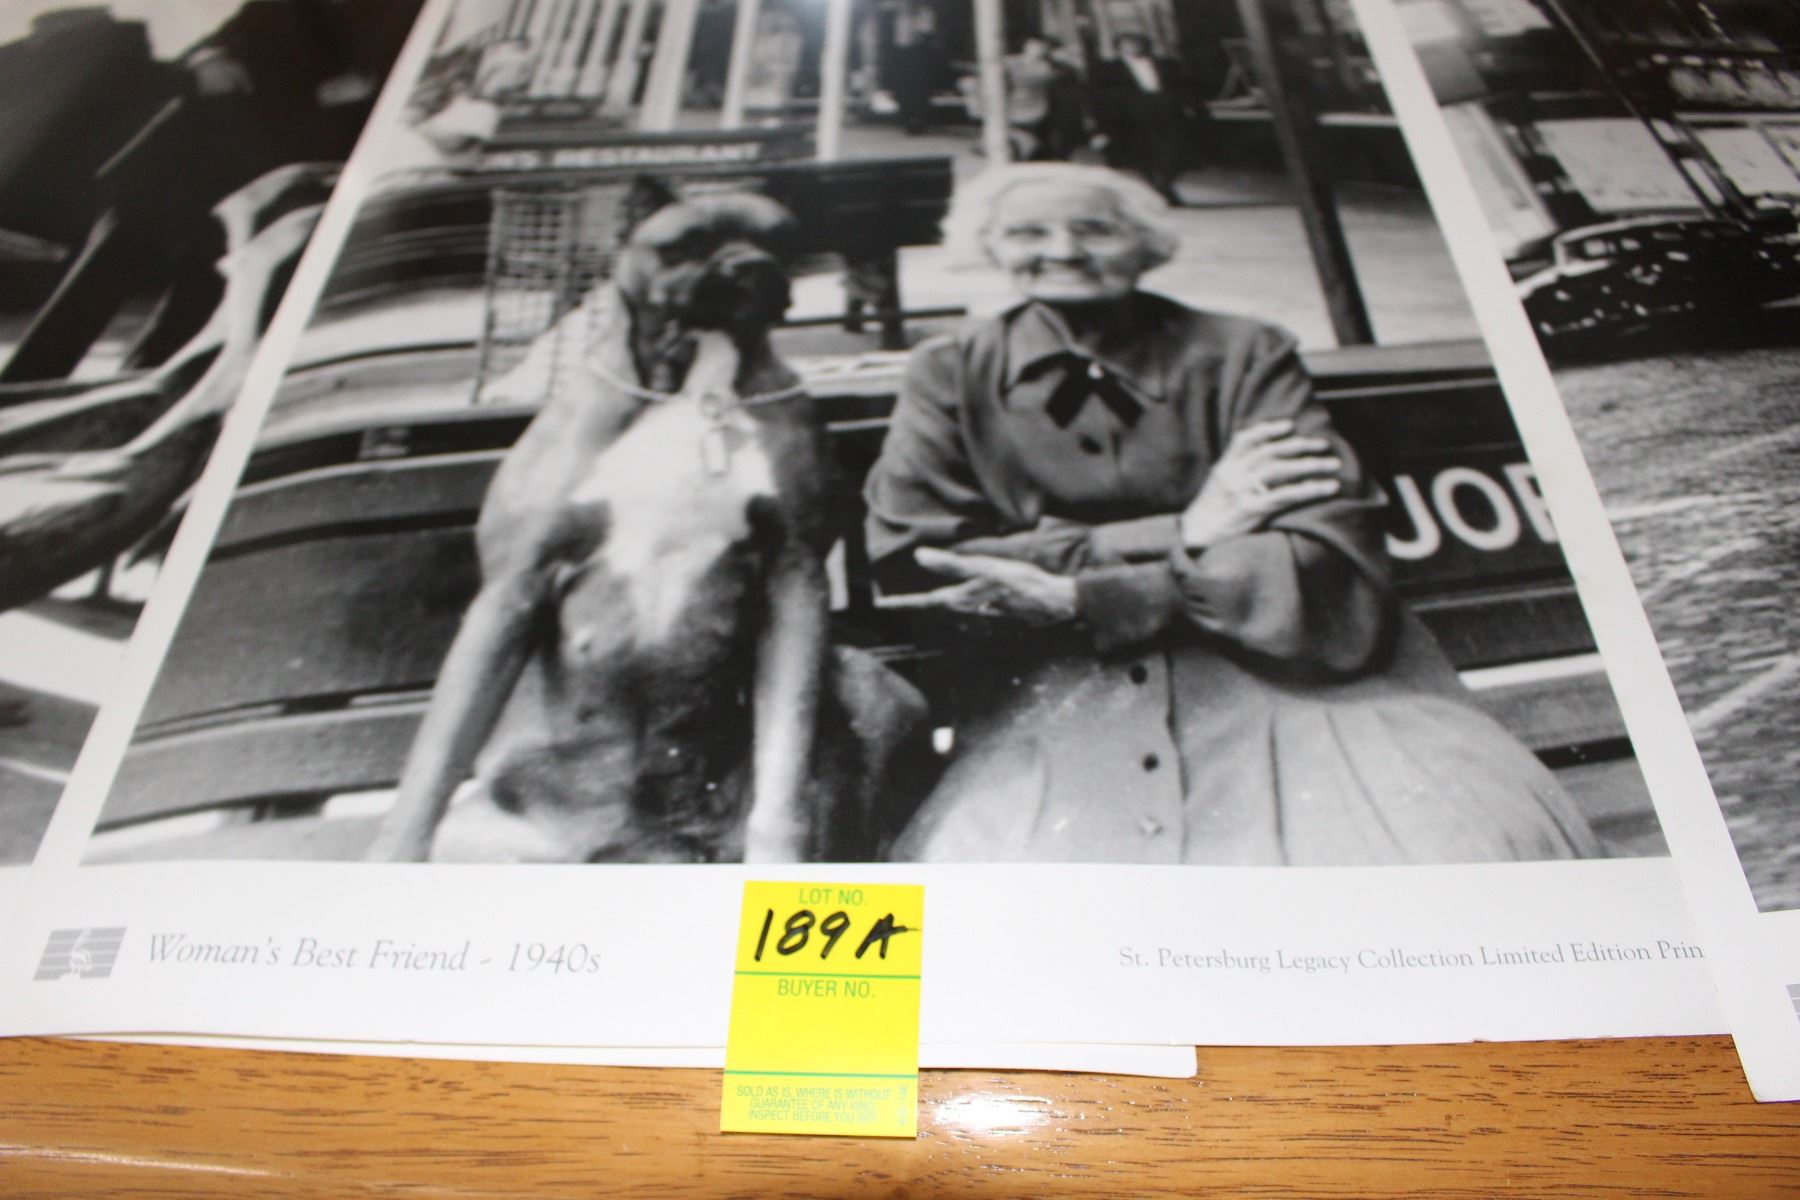 RESTAURANT
JOE
Woman's Best Friend - 1940s
St. Petersburg Legacy Collection Limited Edition Prin
LOT NO.
189A
BUYER NO.
SOLD AS IS, WHERE IS WITHOUT
GUARANTEE OF ANY KIND.
INSPECT BEFORE YOU BID!